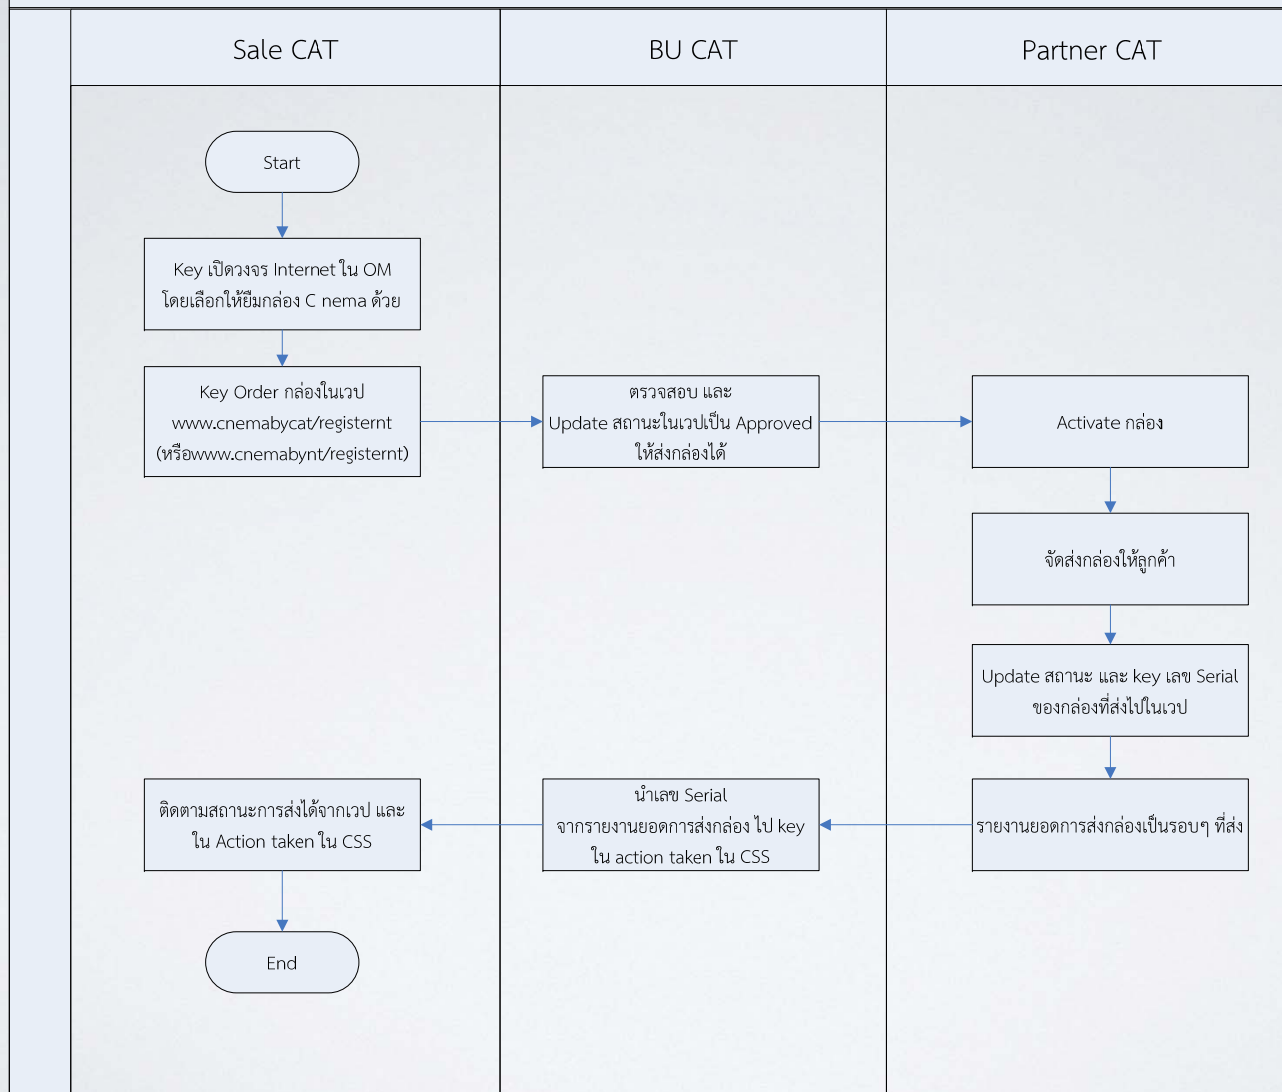 Sale CAT
BU CAT
Partner CAT
Start
Key เปิดวงจร Internet ใน OM
โดยเลือกให้ยืมกล่อง C nema ด้วย
Key Order กล่องในเวป
www.cnemabycat/registernt
(หรือwww.cnemabynt/registernt)
ตรวจสอบ และ
Update สถานะในเวปเป็น Approved
ให้ส่งกล่องได้
Activate กล่อง
จัดส่งกล่องให้ลูกค้า
Update สถานะ และ key เลข Serial
ของกล่องที่ส่งไปในเวป
รายงานยอดการส่งกล่องเป็นรอบๆ ที่ส่ง
นำเลข Serial
จากรายงานยอดการส่งกล่อง ไป key
ใน action taken ใน CSS
ติดตามสถานะการส่งได้จากเวป และ
ใน Action taken ใน CSS
End